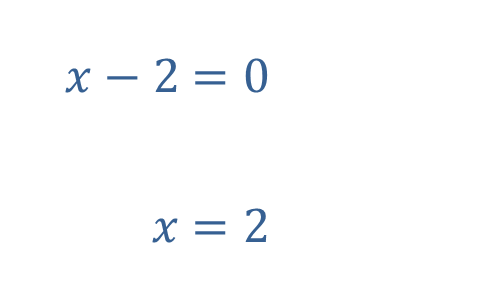 x − 2 = 0
x = 2